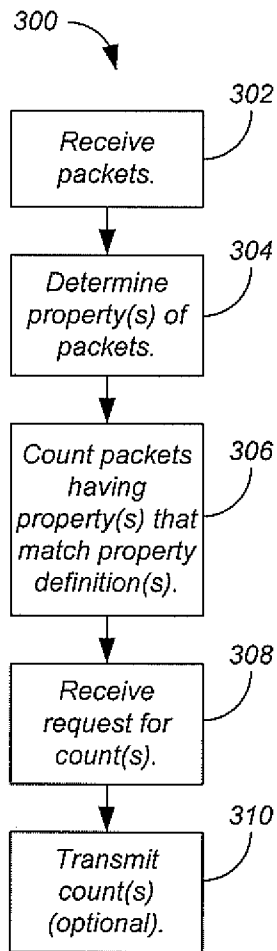 300
302
Receive
packets.
304
Determine
property(s) of
packets.
306
Count packets
having
property(s) that
match property
definition(s).
308
Receive
request for
count(s).
310
Transmit
count(s)
(optional).